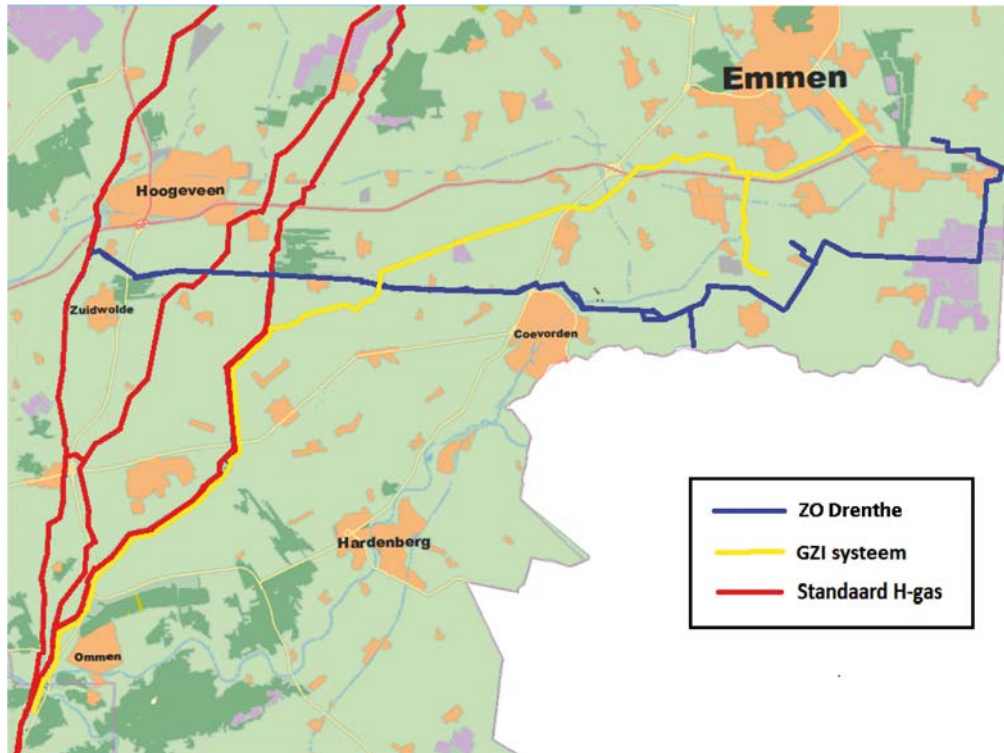 Emmen
Hoogeveen
Zuidwolde
Coevorden
Hardenberg
Ommen
ZO Drenthe
GZI systeem
Standaard H-gas